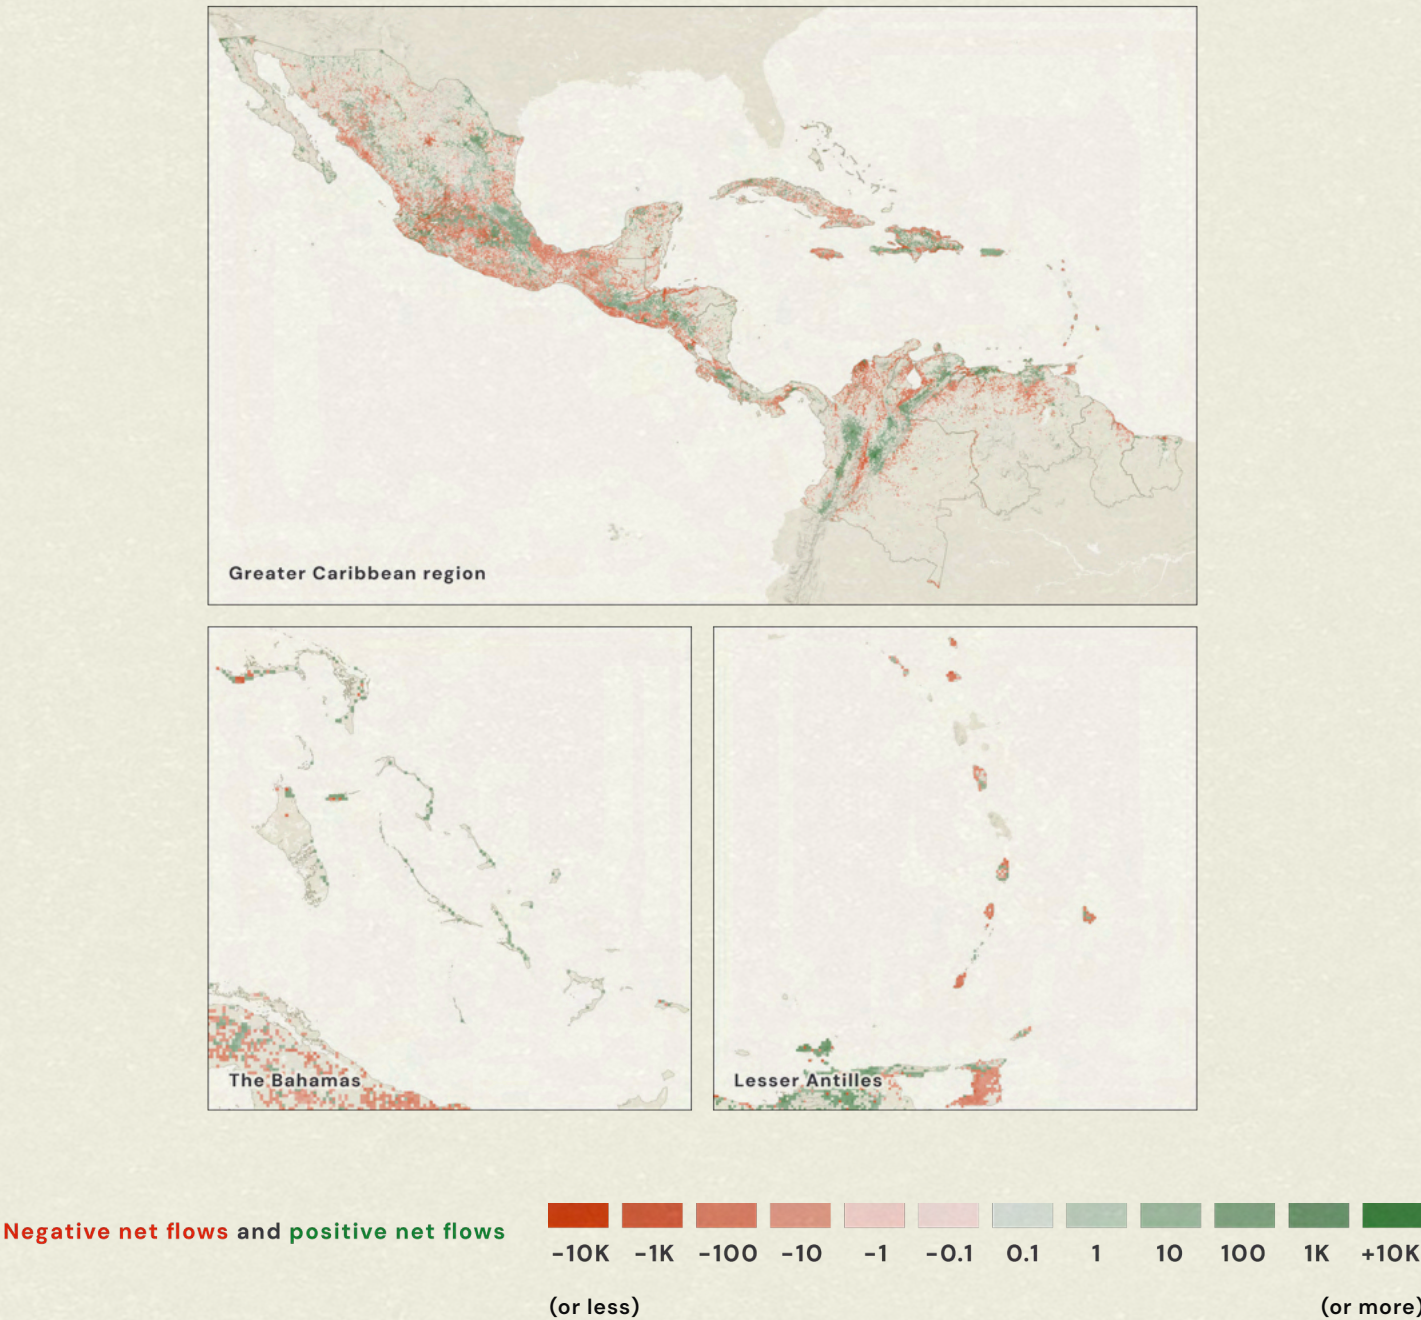 Greater Caribbean region
The Bahamas
Lesser Antilles
Negative net flows and positive net flows
-10K -1K -100 -10 -1 -0.1 0.1 1 10 100 1K +10K
(or less) (or more)